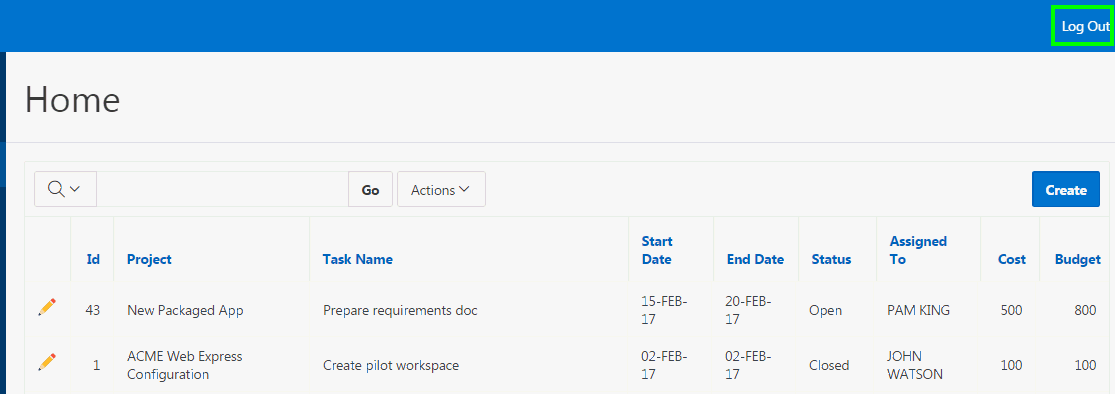 Log Out
Home
Go Actions Create
Id Project Task Name Start Date End Date Status Assigned To Cost Budget
43 New Packaged App Prepare requirements doc 15-FEB-17 20-FEB-17 Open PAM KING 500 800
1 ACME Web Express Configuration Create pilot workspace 02-FEB-17 02-FEB-17 Closed JOHN WATSON 100 100